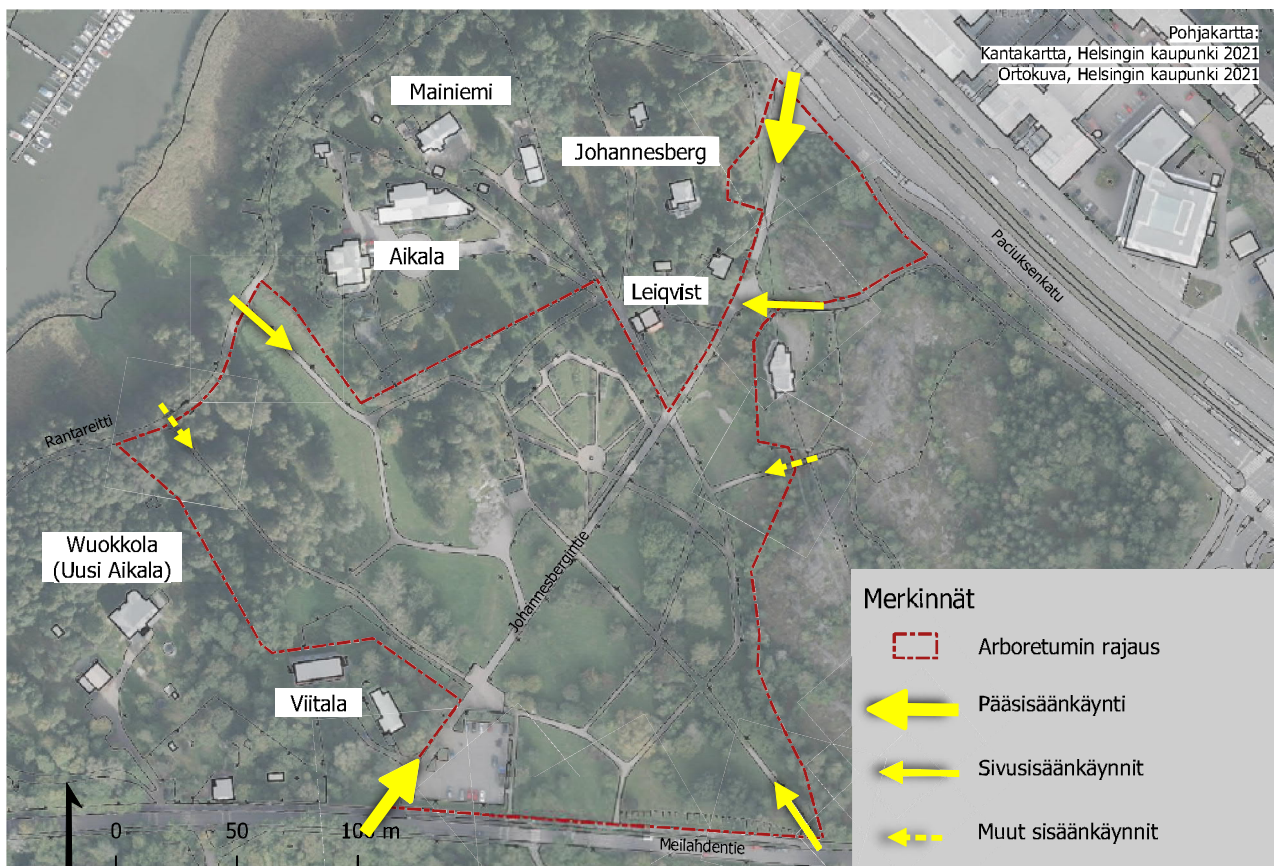 Pohjakartta:
Kantakartta, Helsingin kaupunki 2021
Ortokuva, Helsingin kaupunki 2021
Mainiemi
Johannesberg
Aikala
Leiqvist
Paciuksenkatu
Rantareitti
Wuokkola
(Uusi Aikala)
Johannesbergintie
Viitala
Meilahdentie
0 50 100 m
Merkinnät
Arboretumin rajaus
Pääsisäänkäynti
Sivusisäänkäynnit
Muut sisäänkäynnit